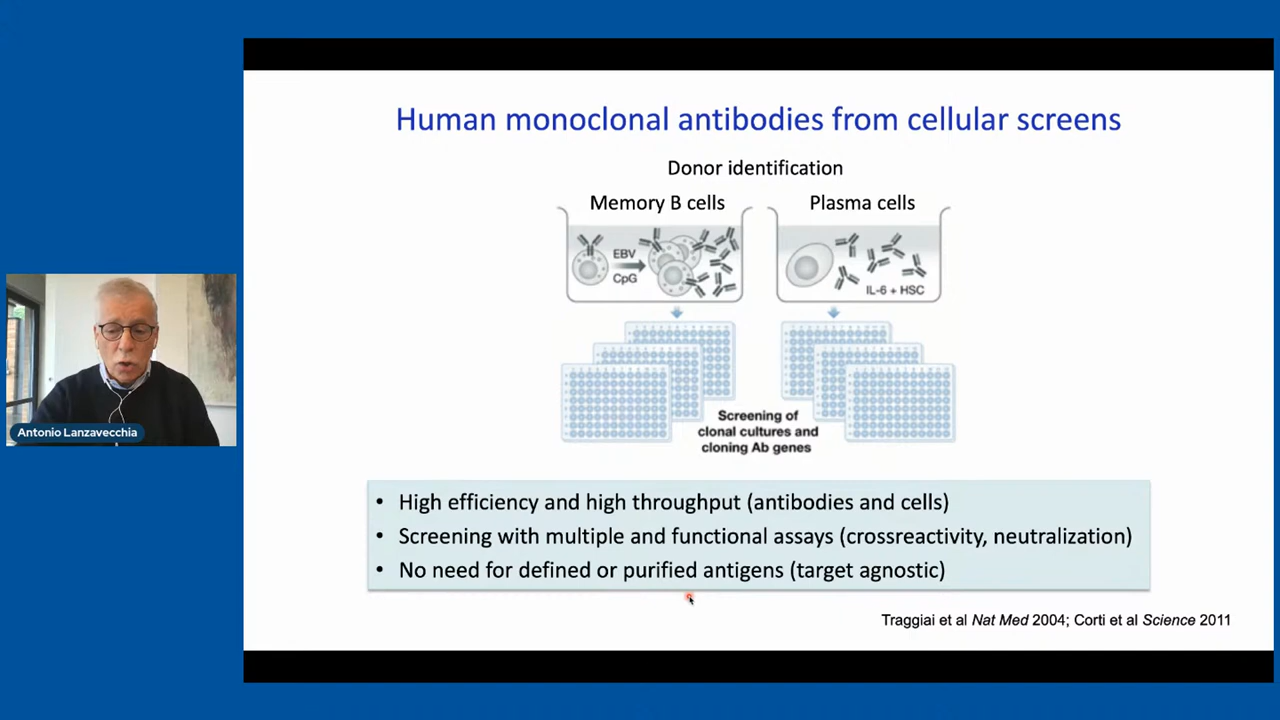 Human monoclonal antibodies from cellular screens
Donor identification
Memory B cells
Plasma cells
EBV
CpG
IL-6 + HSC
Screening of
clonal cultures and
cloning Ab genes
• High efficiency and high throughput (antibodies and cells)
• Screening with multiple and functional assays (crossreactivity, neutralization)
• No need for defined or purified antigens (target agnostic)
Traggiai et al Nat Med 2004; Corti et al Science 2011
Antonio Lanzavecchia